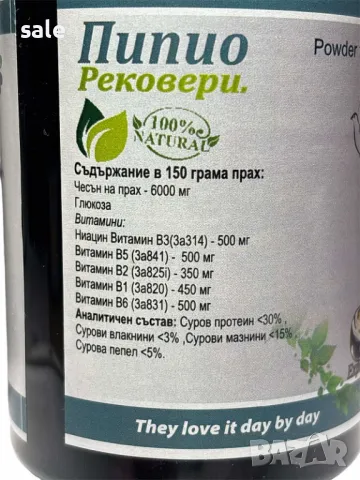 sale
Пипио
Powder
Рековери.
100%
NATURAL
Съдържание в 150 грама прах:
Чесън на прах - 6000 мг
Глюкоза
Витамини:
Ниацин Витамин В3(3а314) - 500 мг
Витамин В5 (3а841) - 500 мг
Витамин В2 (3а825i) - 350 мг
Витамин В1 (3а820) - 450 мг
Витамин В6 (3а831) - 500 мг
Аналитичен състав: Суров протеин <30% ,
Сурови влакнини <3% ,Сурови мазнини <15% ,
Сурова пепел <5%.
They love it day by day
BAZAR